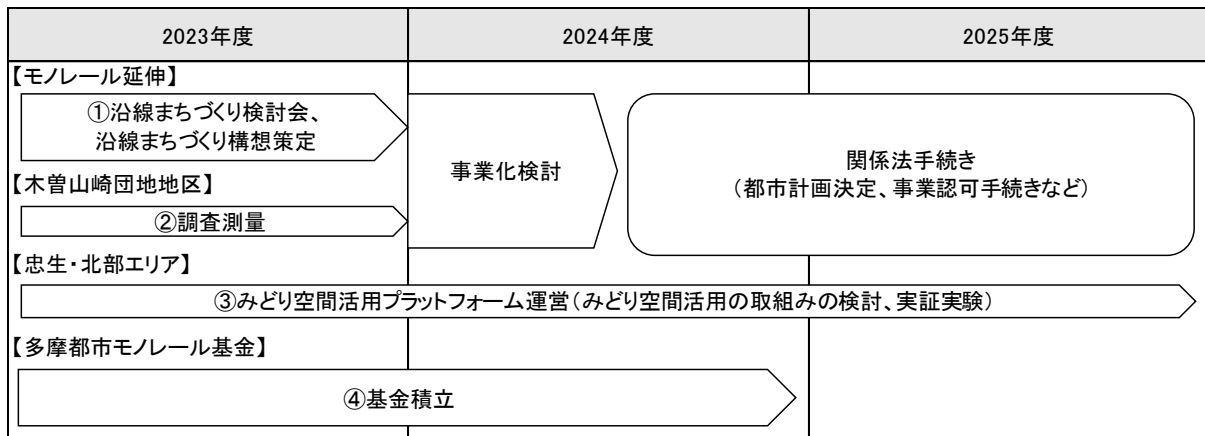 2023年度
2024年度
2025年度
【モノレール延伸】
①沿線まちづくり検討会、
沿線まちづくり構想策定
事業化検討
関係法手続き
（都市計画決定、事業認可手続きなど）
【木曽山崎団地地区】
②調査測量
【忠生・北部エリア】
③みどり空間活用プラットフォーム運営（みどり空間活用の取組みの検討、実証実験）
【多摩都市モノレール基金】
④基金積立